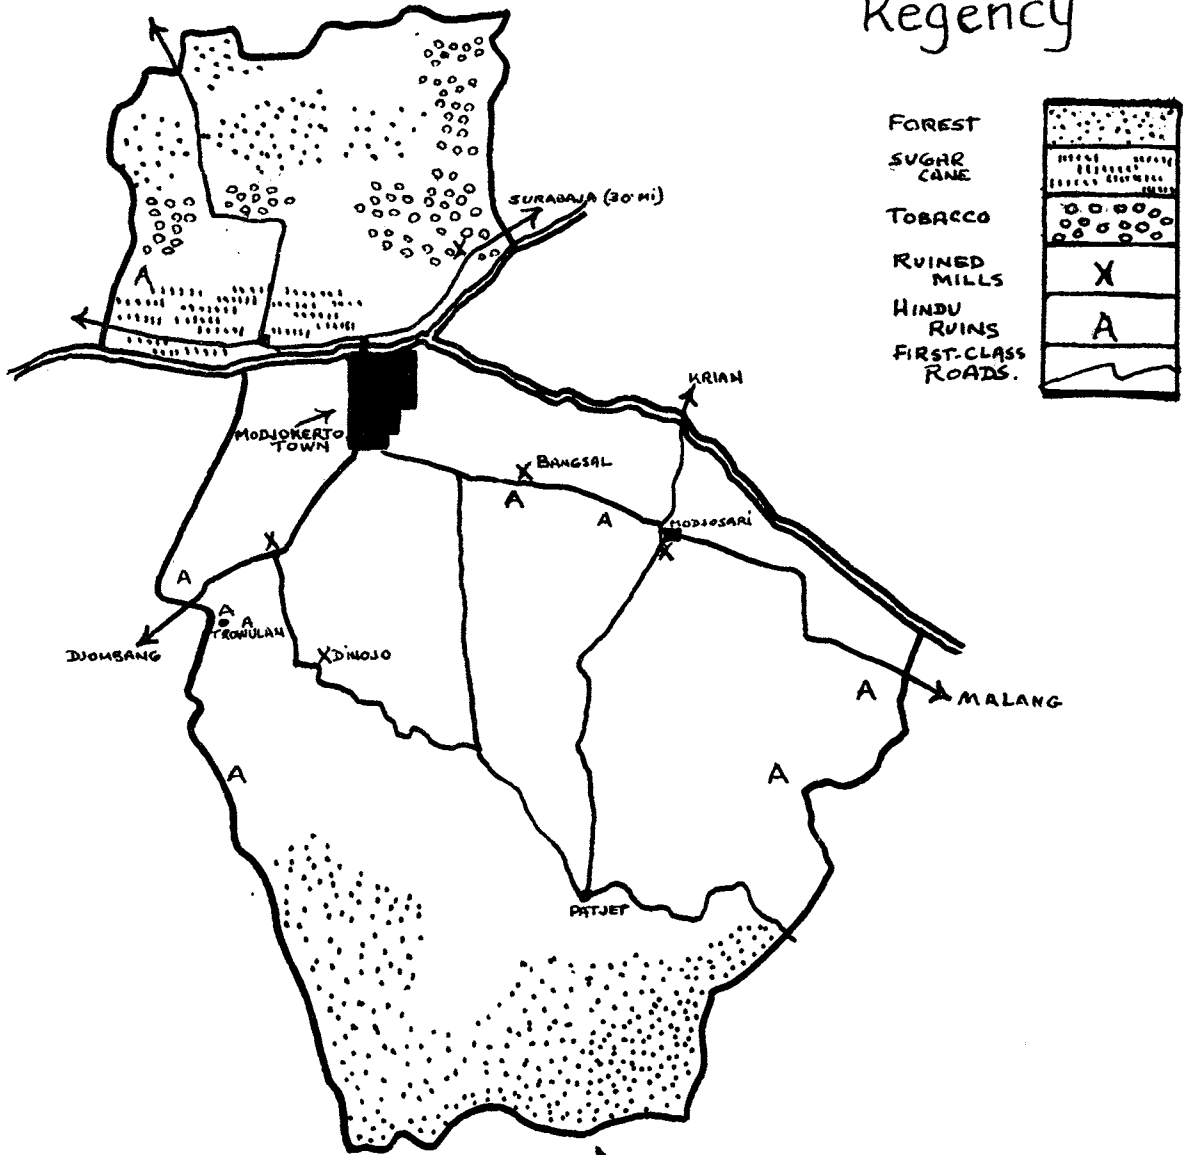 Regency
FOREST
SUGAR
CANE
TOBACCO
RUINED
MILLS
X
HINDU
RUINS
A
FIRST-CLASS
ROADS.
SURABAJA (30 MI)
X
A
KRIAN
MODJOKERTO
TOWN
X BANGSAL
A
A
MODJOSARI
X
X
A
A
A
TROWULAN
DJOMBANG
X DINOJO
A
MALANG
A
A
PATJET